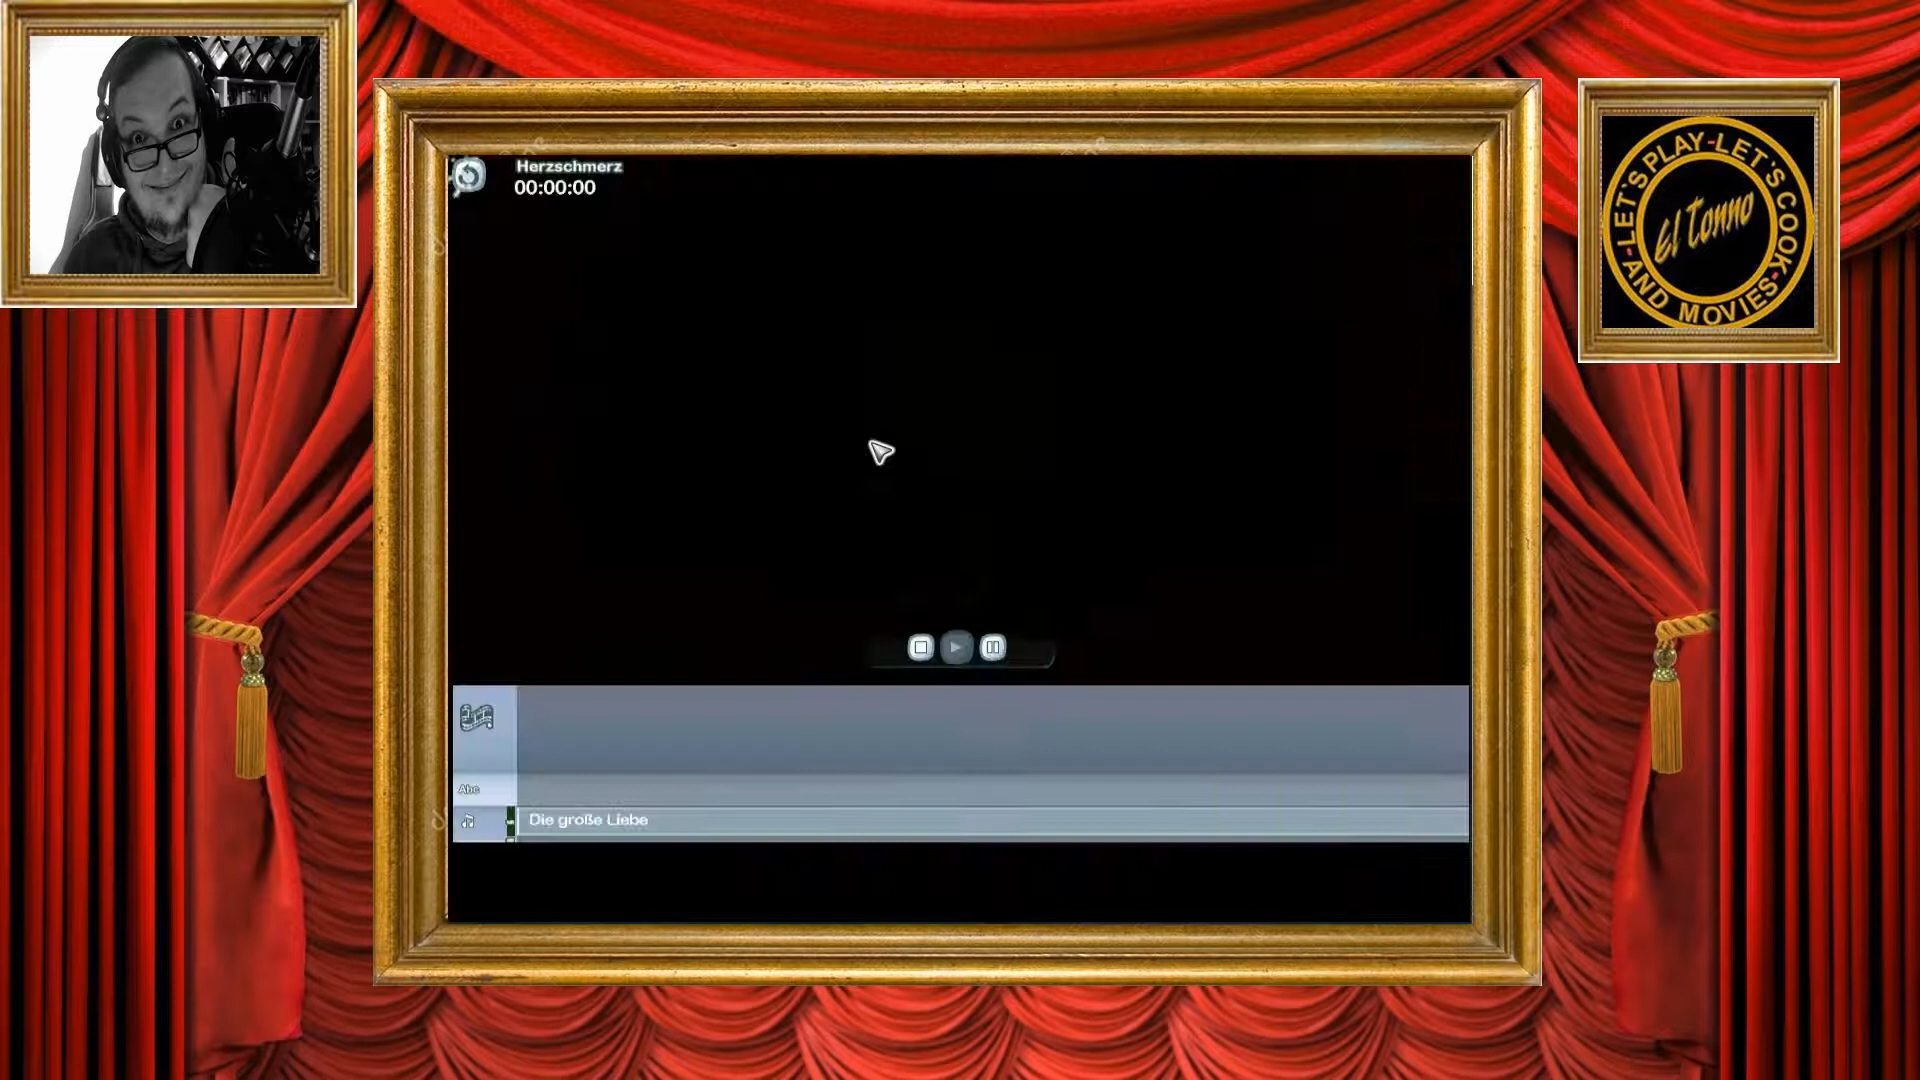 Herzschmerz
00:00:00
LET'S PLAY-LET'S COOK-AND MOVIES-
El Tonno
Abc
Die große Liebe